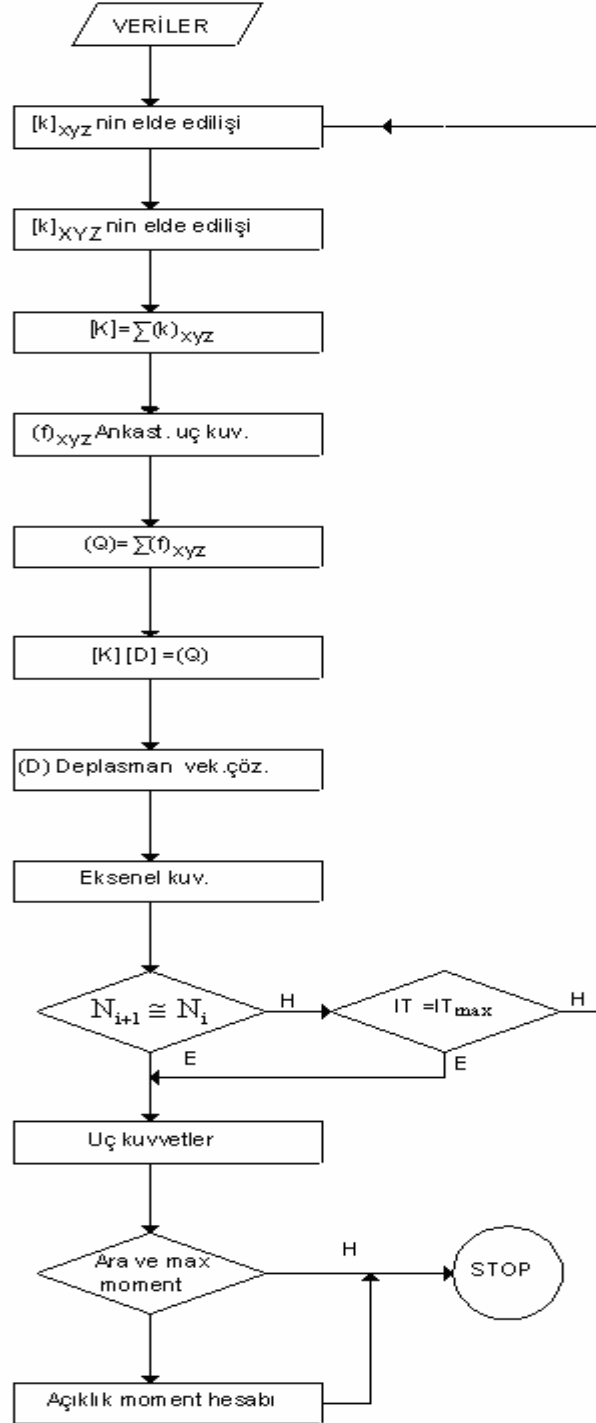 VERİLER
[k]xyz nin elde edilişi
[k]XYZ nin elde edilişi
[K]=∑(k)xyz
(f)xyz Ankast. uç kuv.
(Q)=∑(f)xyz
[K] [D] =(Q)
(D) Deplasman vek.çöz.
Eksenel kuv.
Ni+1 ≅ Ni
H
IT =ITmax
H
E
E
Uç kuvvetler
Ara ve max
moment
H
STOP
Açıklık moment hesabı